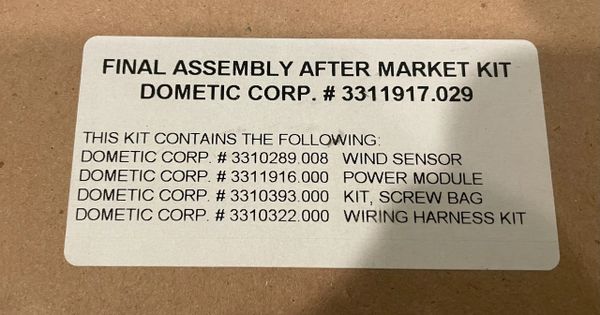 FINAL ASSEMBLY AFTER MARKET KIT
DOMETIC CORP. # 3311917.029
THIS KIT CONTAINS THE FOLLOWING:
DOMETIC CORP. # 3310289.008 WIND SENSOR
DOMETIC CORP. # 3311916.000 POWER MODULE
DOMETIC CORP. # 3310393.000 KIT, SCREW BAG
DOMETIC CORP. # 3310322.000 WIRING HARNESS KIT